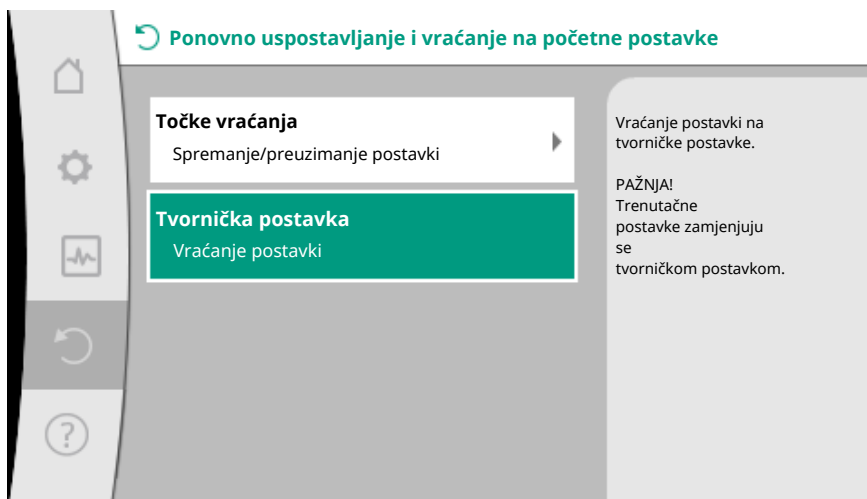 Ponovno uspostavljanje i vraćanje na početne postavke
Točke vraćanja
Spremanje/preuzimanje postavki
Tvornička postavka
Vraćanje postavki
Vraćanje postavki na
tvorničke postavke.
PAŽNJA!
Trenutačne
postavke zamjenjuju
se
tvorničkom postavkom.
?